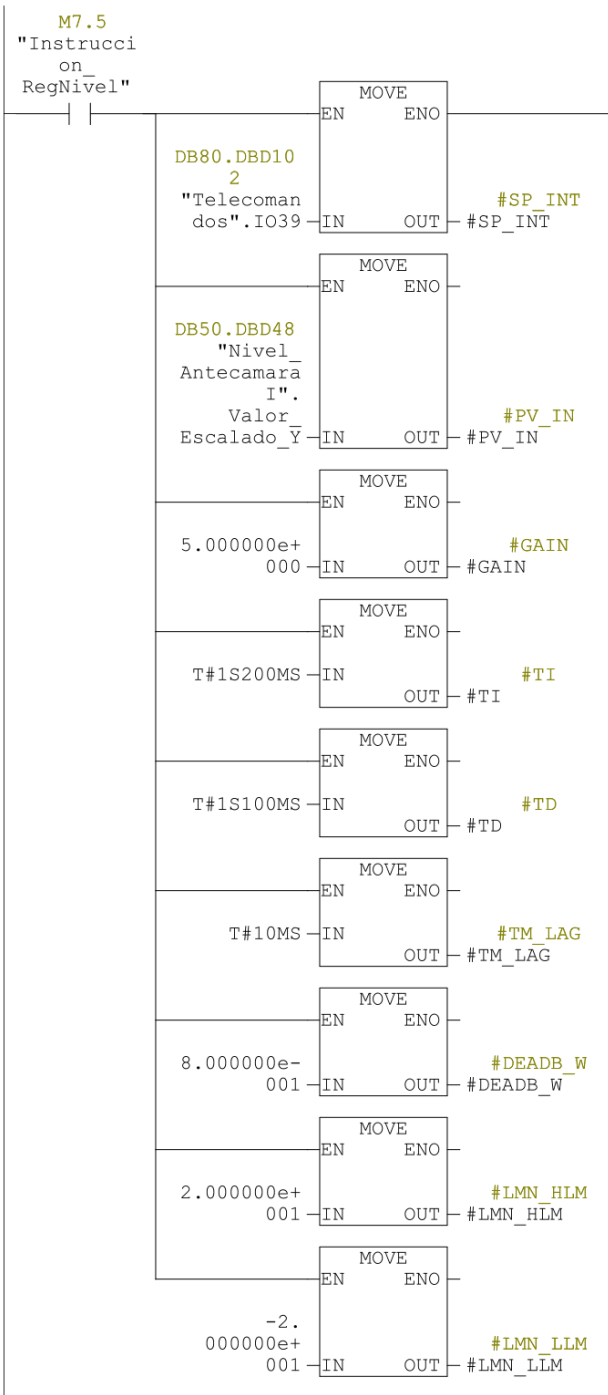 M7.5
"Instrucci
on_
RegNivel"
MOVE
EN ENO
DB80.DBD10
2
"Telecoman
dos".IO39 IN OUT #SP_INT
#SP_INT
MOVE
EN ENO
DB50.DBD48
"Nivel_
Antecamara
I".
Valor_
Escalado_Y IN OUT #PV_IN
#PV_IN
MOVE
EN ENO
5.000000e+ #GAIN
000 IN OUT #GAIN
MOVE
EN ENO
T#1S200MS IN #TI
OUT #TI
MOVE
EN ENO
T#1S100MS IN #TD
OUT #TD
MOVE
EN ENO
T#10MS IN #TM_LAG
OUT #TM_LAG
MOVE
EN ENO
8.000000e- #DEADB_W
001 IN OUT #DEADB_W
MOVE
EN ENO
2.000000e+ #LMN_HLM
001 IN OUT #LMN_HLM
MOVE
EN ENO
-2.
000000e+ #LMN_LLM
001 IN OUT #LMN_LLM